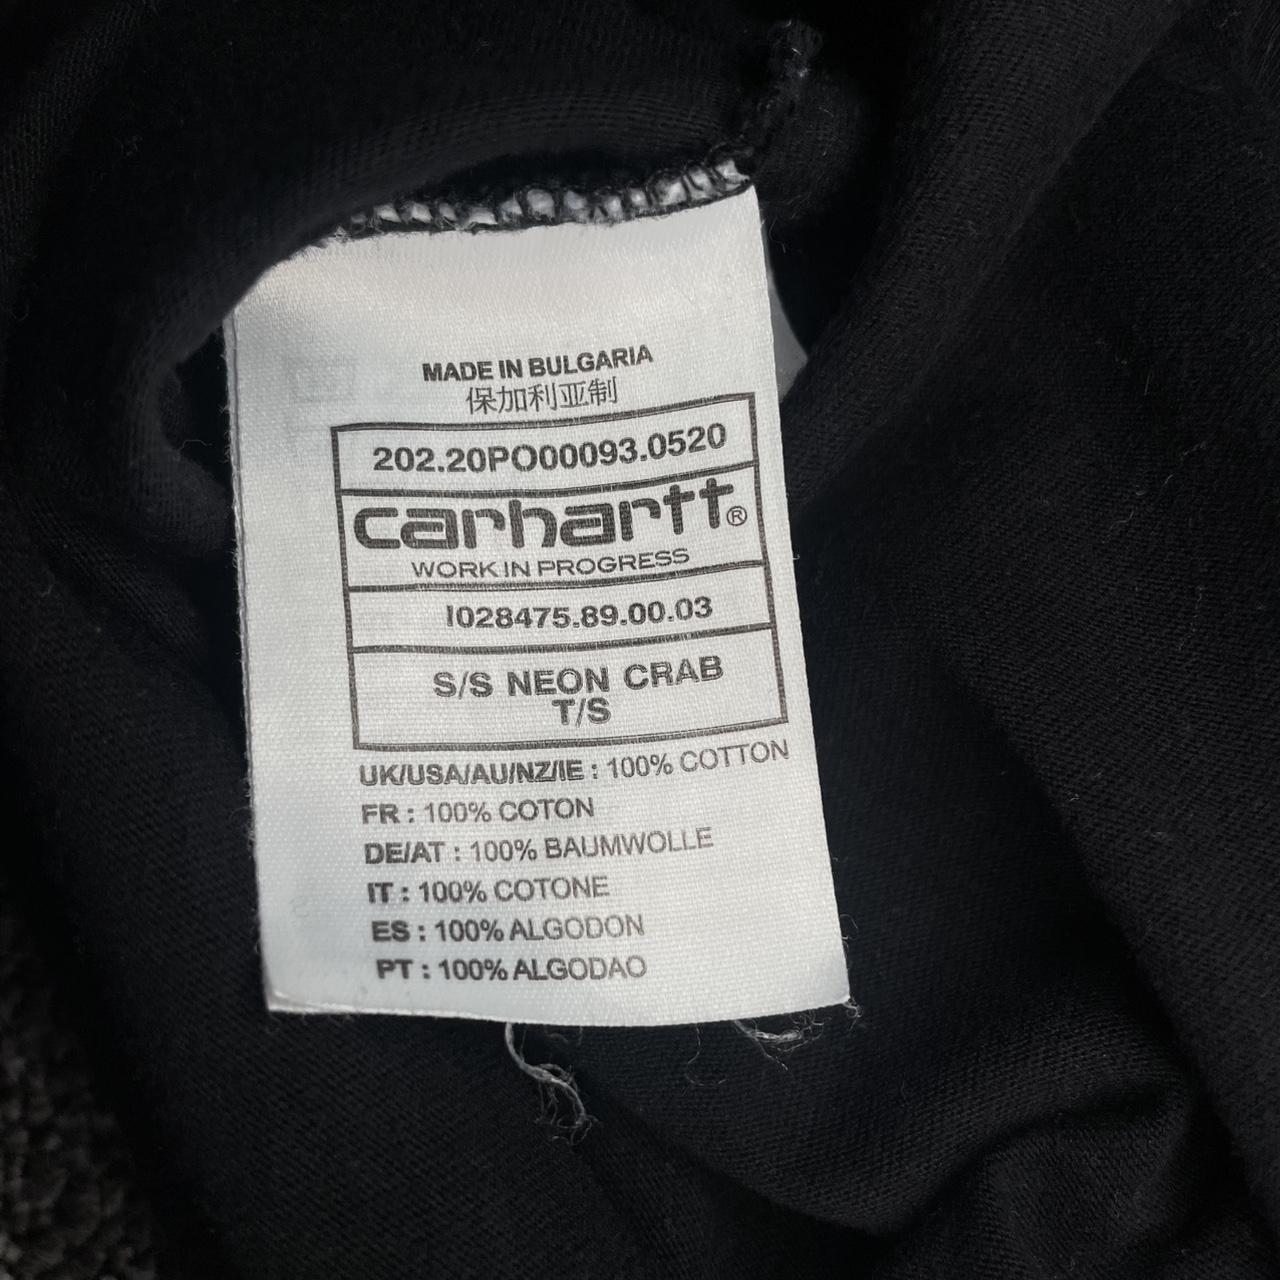 MADE IN BULGARIA
保加利亚制
202.20PO00093.0520
carhartt®
WORK IN PROGRESS
I028475.89.00.03
S/S NEON CRAB
T/S
UK/USA/AU/NZ/IE : 100% COTTON
FR : 100% COTON
DE/AT : 100% BAUMWOLLE
IT : 100% COTONE
ES : 100% ALGODON
PT : 100% ALGODAO